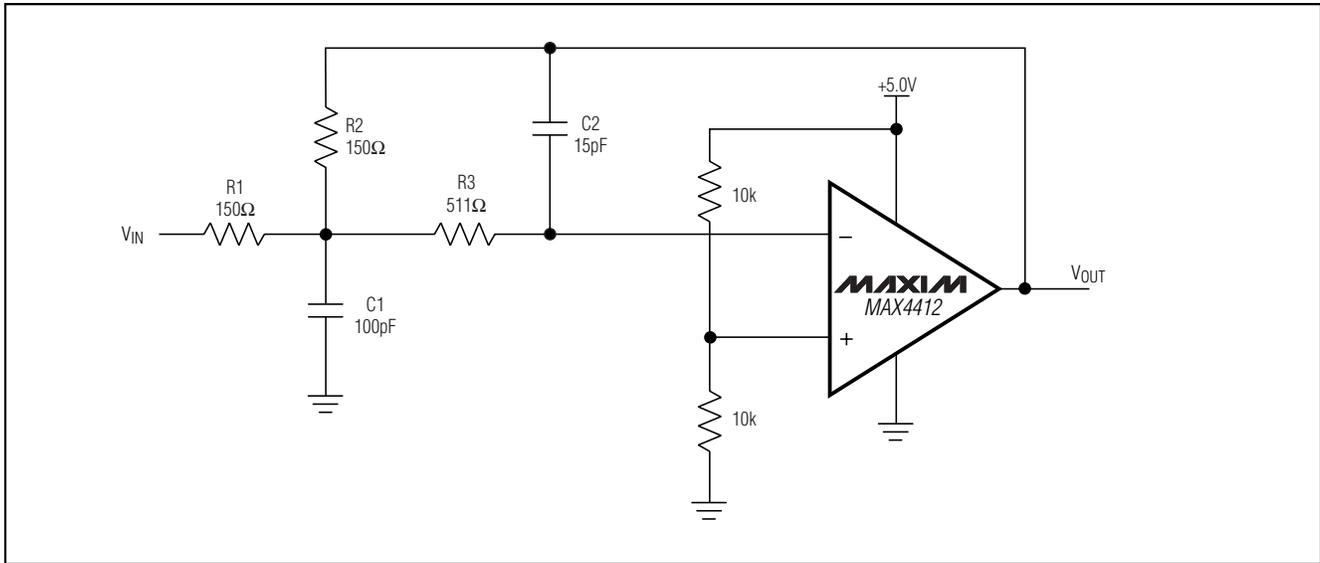 +5.0V
R2
150Ω
C2
15pF
R1
150Ω
R3
511Ω
10k
VIN
−
VOUT
MAXIM
MAX4412
C1
100pF
+
10k